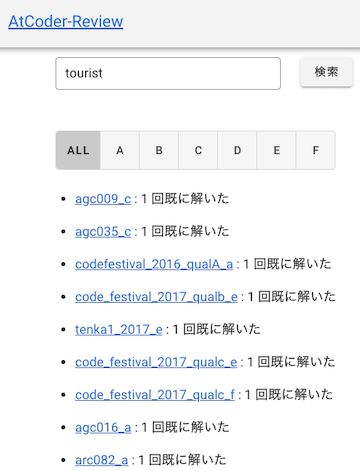 AtCoder-Review
tourist 検索
ALL A B C D E F
agc009_c : 1 回既に解いた
agc035_c : 1 回既に解いた
codefestival_2016_qualA_a : 1 回既に解いた
code_festival_2017_qualb_e : 1 回既に解いた
tenka1_2017_e : 1 回既に解いた
code_festival_2017_qualc_e : 1 回既に解いた
code_festival_2017_qualc_f : 1 回既に解いた
agc016_a : 1 回既に解いた
arc082_a : 1 回既に解いた